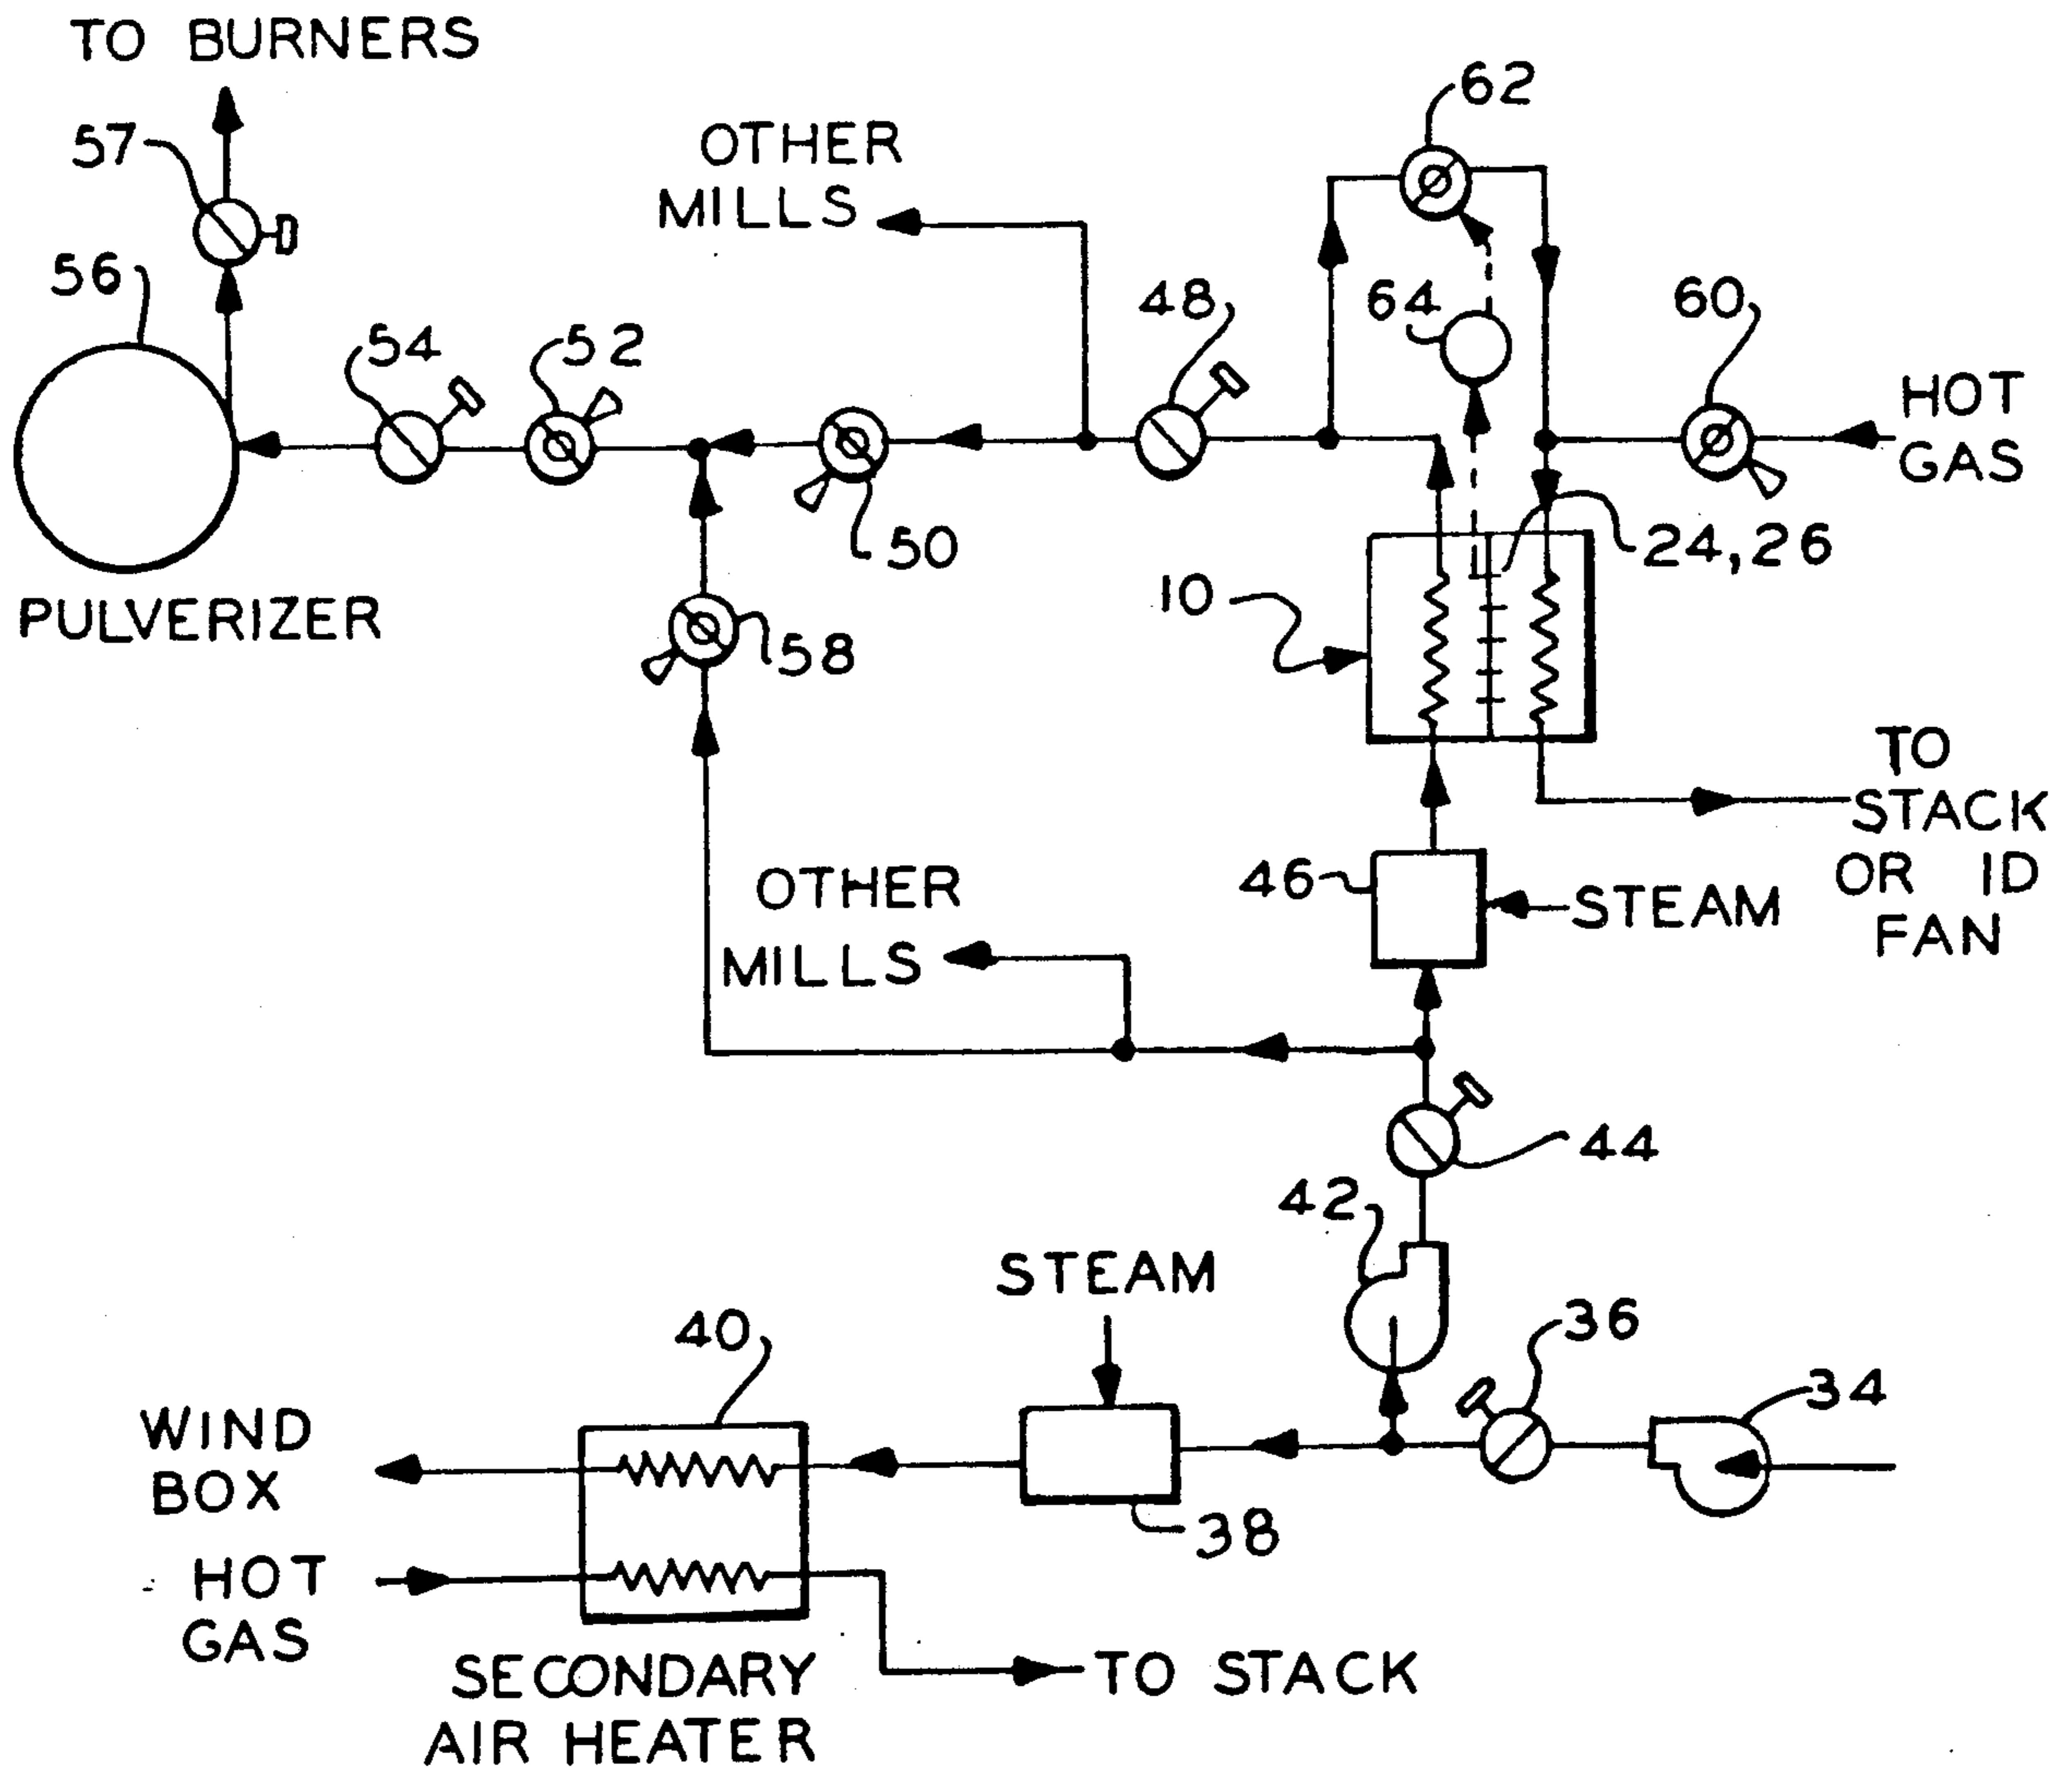 TO BURNERS
62
57
OTHER
MILLS
56
48
64
60
54
52
HOT
GAS
50
24,26
10
PULVERIZER
58
TO
STACK
OR ID
FAN
46
STEAM
OTHER
MILLS
44
42
STEAM
36
40
34
WIND
BOX
38
HOT
GAS
SECONDARY
AIR HEATER
TO STACK